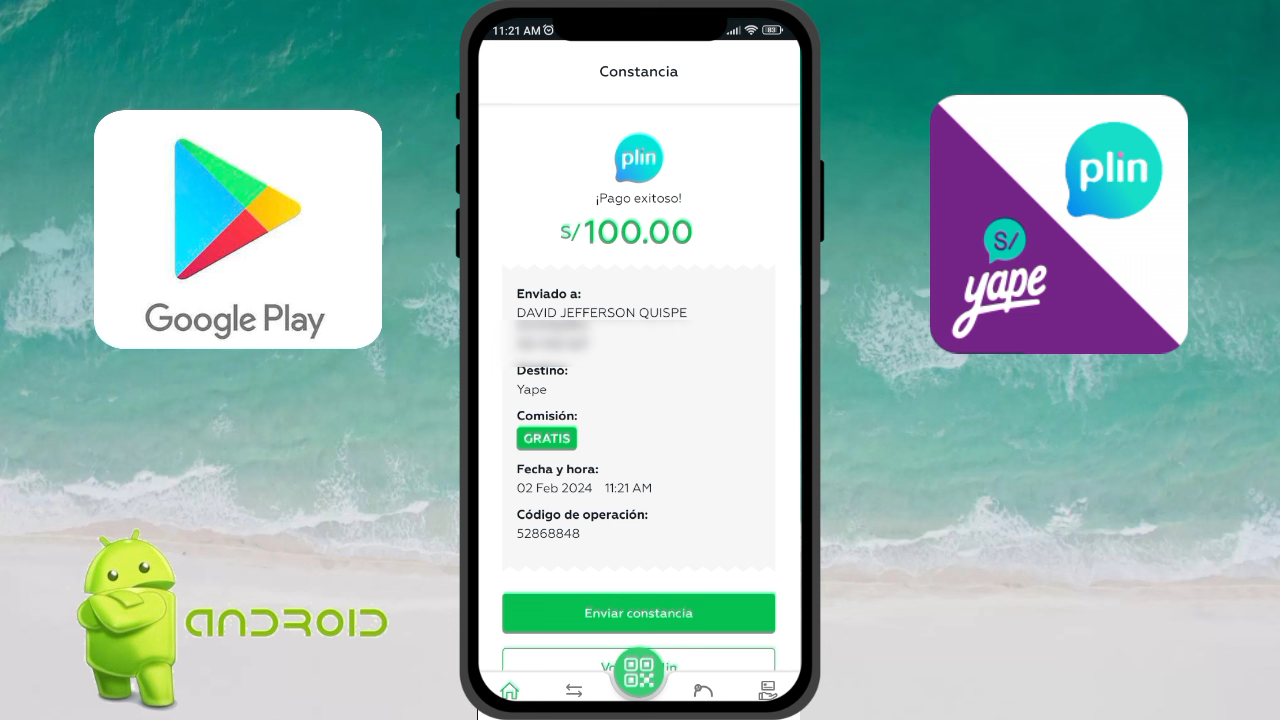 11:21 AM
83
Constancia
plin
¡Pago exitoso!
S/100.00
Enviado a:
DAVID JEFFERSON QUISPE
Destino:
Yape
Comisión:
GRATIS
Fecha y hora:
02 Feb 2024 11:21 AM
Código de operación:
52868848
Enviar constancia
Google Play
ANDROID
plin
S/
yape